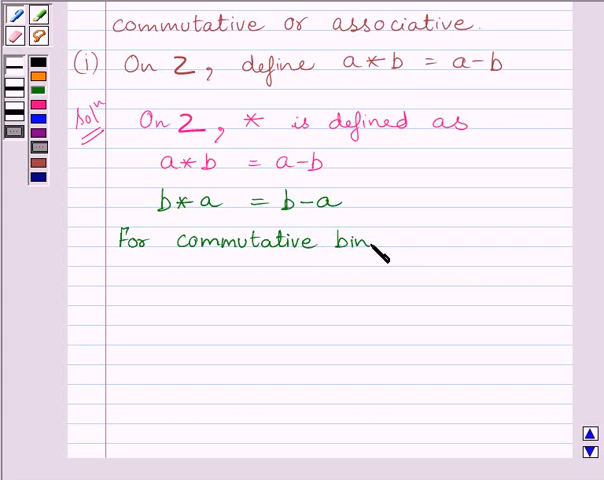 commutative or associative.
(i) On Z, define a*b = a-b
Solⁿ On Z, * is defined as
a*b = a-b
b*a = b-a
For commutative bin